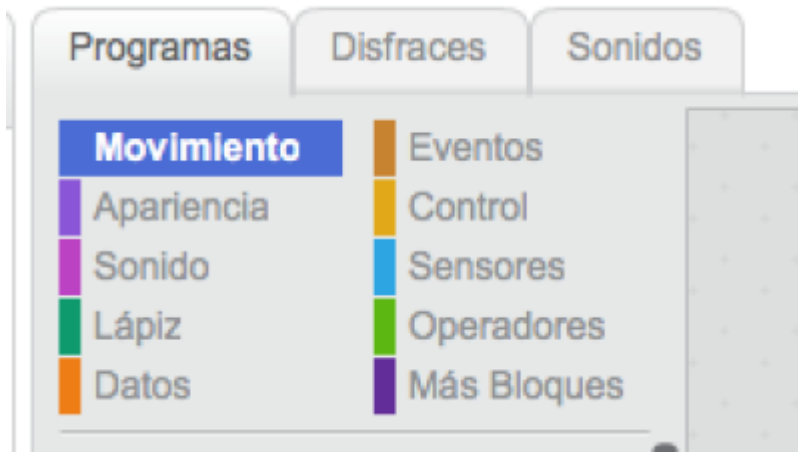 Programas Disfraces Sonidos
Movimiento Eventos
Apariencia Control
Sonido Sensores
Lápiz Operadores
Datos Más Bloques